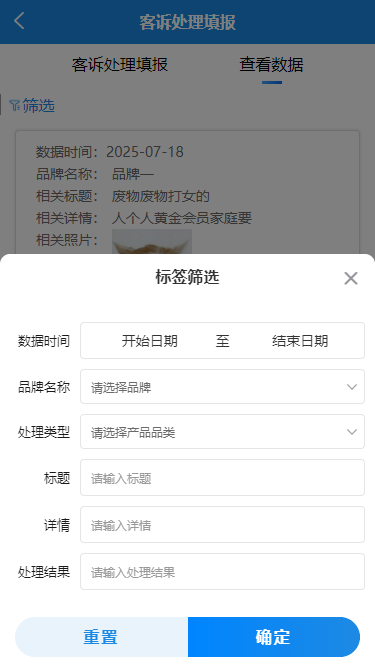 客诉处理填报
客诉处理填报 查看数据
筛选
数据时间: 2025-07-18
品牌名称: 品牌一
相关标题: 废物废物打女的
相关详情: 人个人黄金会员家庭要
相关照片:
标签筛选
数据时间 开始日期 至 结束日期
品牌名称 请选择品牌
处理类型 请选择产品品类
标题 请输入标题
详情 请输入详情
处理结果 请输入处理结果
重置 确定